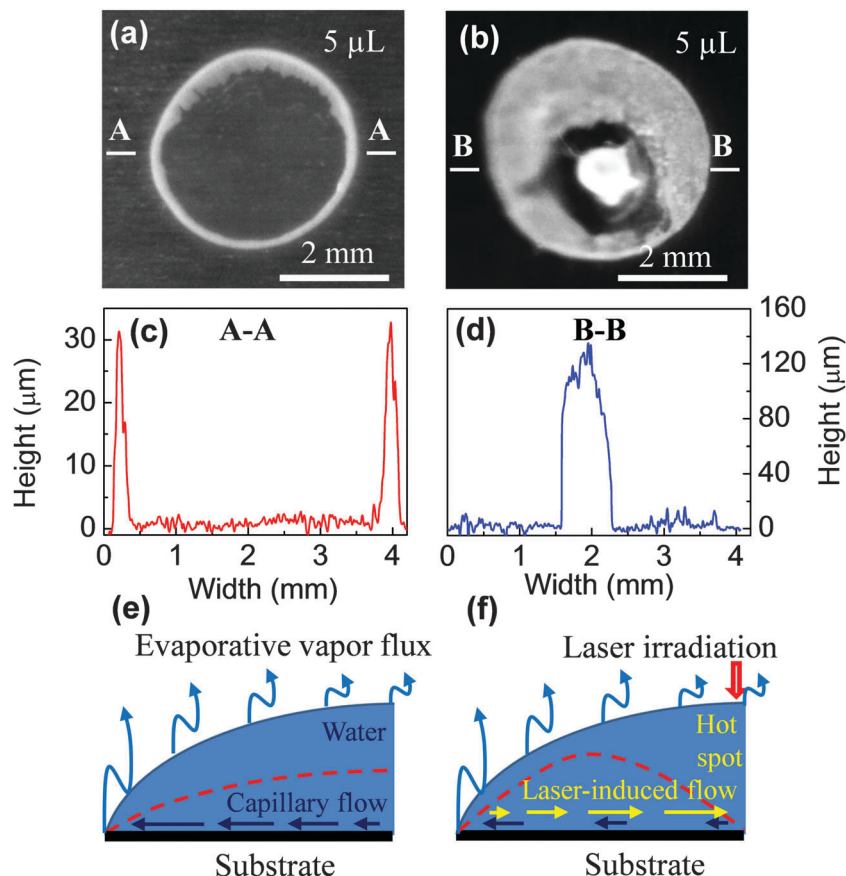 (a)
5 µL
A
A
2 mm
(b)
5 µL
B
B
2 mm
(c)
A-A
30
20
10
0
Height (µm)
0
1
2
3
4
Width (mm)
(d)
B-B
160
120
80
40
0
Height (µm)
0
1
2
3
4
Width (mm)
(e)
Evaporative vapor flux
Water
Capillary flow
Substrate
(f)
Laser irradiation
Hot
spot
Laser-induced flow
Substrate